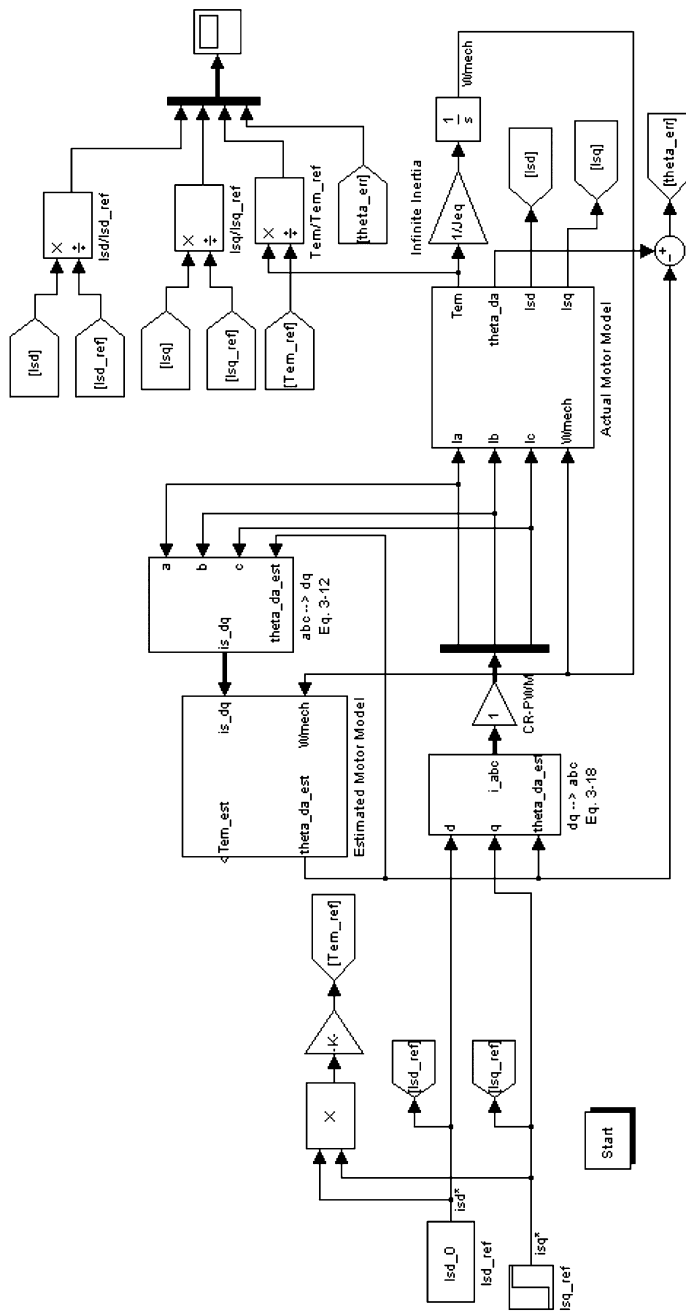 [Isd]
[Isd_ref]
×
÷
Isd/Isd_ref
[Isq]
[Isq_ref]
×
÷
Isq/Isq_ref
[Tem_ref]
×
÷
Tem/Tem_ref
[theta_err]
a
b
c
theta_da_est
is_dq
abc --> dq
Eq. 3-12
is_dq
Wmech
Tem_est
theta_da_est
Estimated Motor Model
×
-K-
[Tem_ref]
Isd_0
Isd_ref
isd*
[Isd_ref]
isq*
Isq_ref
[Isq_ref]
d
q
theta_da_est
i_abc
dq --> abc
Eq. 3-18
1
CR-PWM
Ia
Ib
Ic
Wmech
Tem
theta_da
Isd
Isq
Actual Motor Model
Infinite Inertia
1/Jeq
1
s
Wmech
[Isd]
[Isq]
+
-
[theta_err]
Start